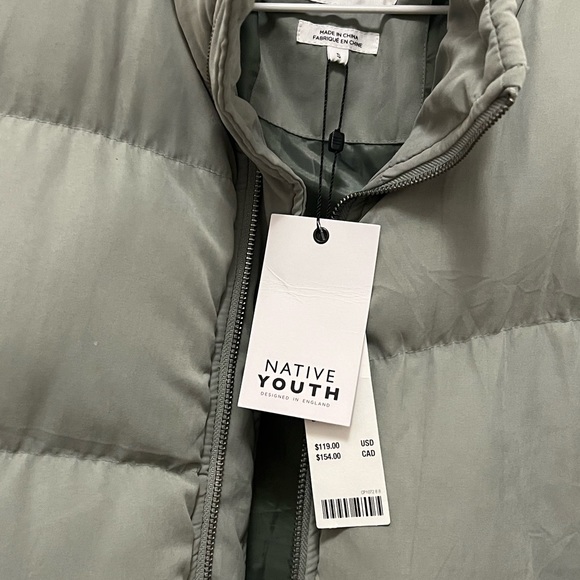 MADE IN CHINA
FABRIQUÉ EN CHINE
S
NATIVE
YOUTH
DESIGNED IN ENGLAND
$119.00 USD
$154.00 CAD